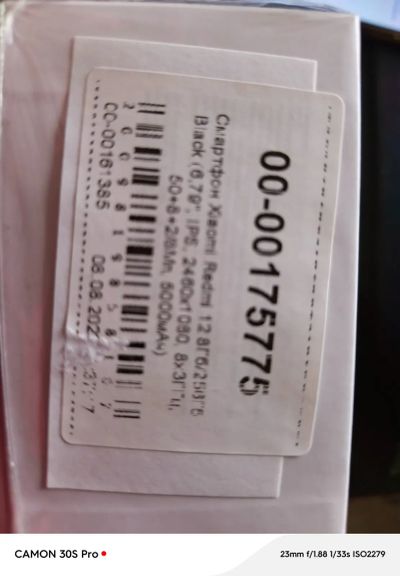 00-00175775
Смартфон Xiaomi Redmi 12 8Гб/256Гб
Black (6,79", IPS, 2460x1080, 8x3ГГц,
50+8+2Мп, 5000мАч)
СС-00161385 08.08.202
CAMON 30S Pro
23mm f/1.88 1/33s ISO2279